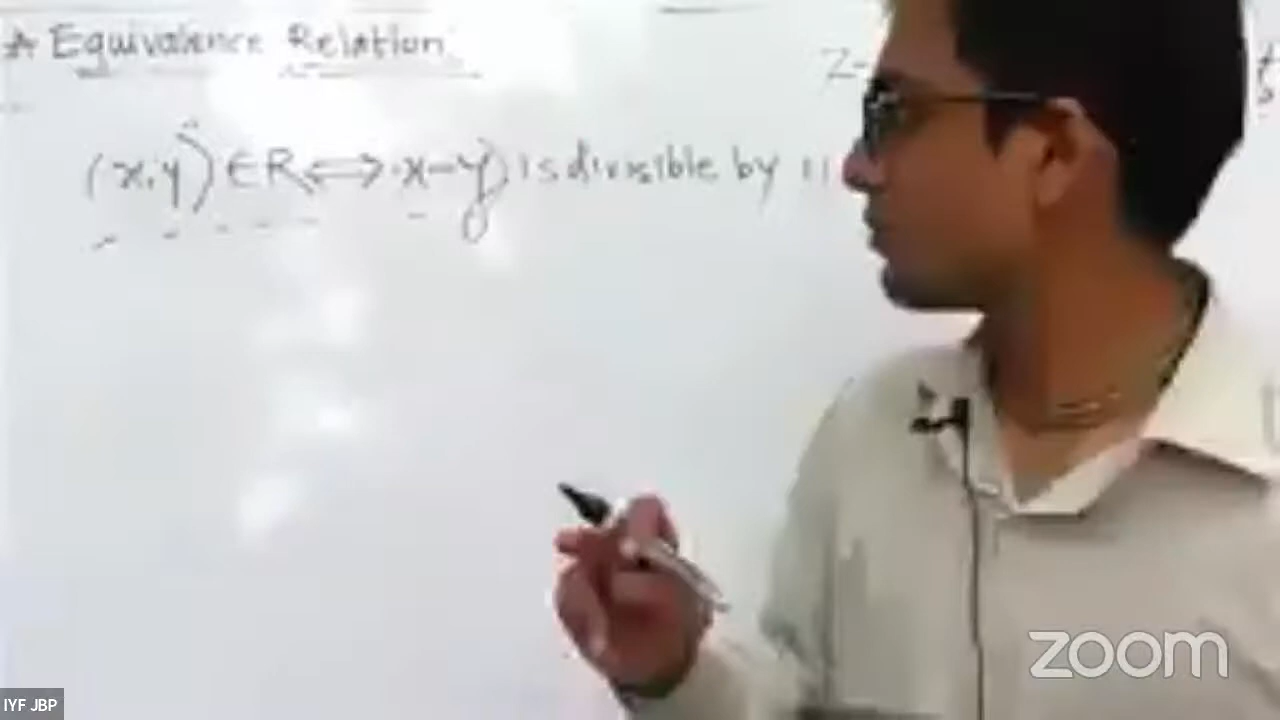 * Equivalence Relation
Z-
(x,y) ∈ R ⟺ x-y) is divisible by 11
zoom
IYF JBP